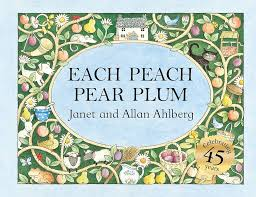 EACH PEACH
PEAR PLUM
Janet and Allan Ahlberg
Celebrating
45
years